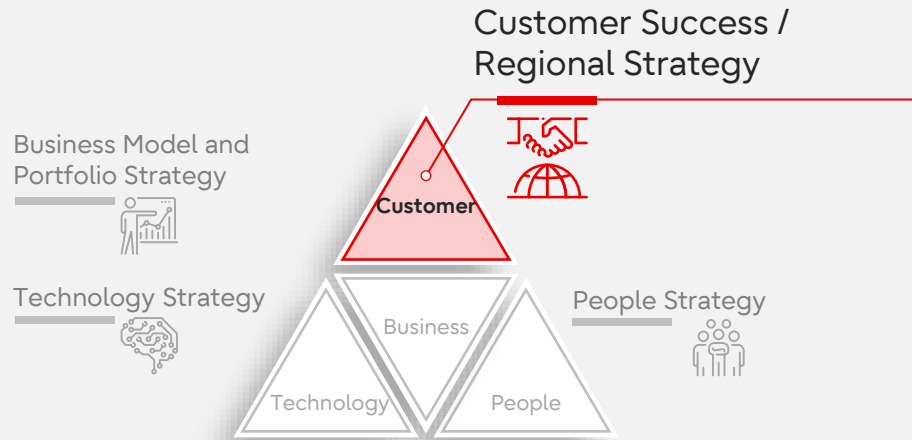 Customer Success /
Regional Strategy
Business Model and
Portfolio Strategy
Customer
Technology Strategy
People Strategy
Business
Technology
People